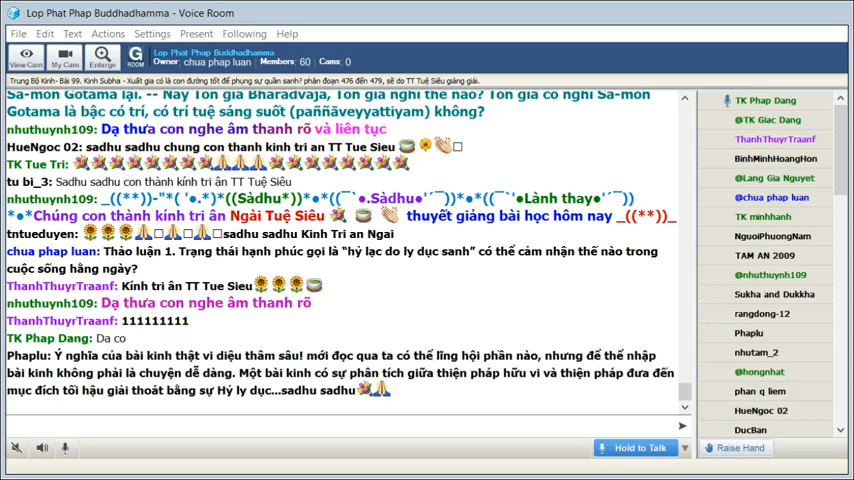 Lop Phat Phap Buddhadhamma - Voice Room
File Edit Text Actions Settings Present Following Help
View Cam
My Cam
Enlarge
G
ROOM
Lop Phat Phap Buddhadhamma
Owner: chua phap luan : Members: 60 : Cams: 0
Trung Bộ Kinh- Bài 99. Kinh Subha - Xuất gia có là con đường tốt để phụng sự quần sanh? phân đoạn 476 đến 479, sẽ do TT Tuệ Siêu giảng giải.
Sa-môn Gotama lại. -- Này Tôn giả Bharadvaja, Tôn giả nghĩ thế nào? Tôn giả có nghĩ Sa-môn
Gotama là bậc có trí, có trí tuệ sáng suốt (paññāveyyattiyam) không?
nhuthuynh109: Dạ thưa con nghe âm thanh rõ và liên tục
HueNgoc 02: sadhu sadhu chung con thanh kinh tri an TT Tue Sieu
TK Tue Tri:
tu bi_3: Sadhu sadhu con thành kính tri ân TT Tuệ Siêu
nhuthuynh109: _((**))-"*( '●.*)*((Sàdhu*))*●*●((¯`●.Sàdhu●'´¯))*●*●((¯`'●Lành thay●'´¯))
*●*Chúng con thành kính tri ân Ngài Tuệ Siêu thuyết giảng bài học hôm nay _((**))_
tntueduyen: sadhu sadhu Kinh Tri an Ngai
chua phap luan: Thảo luận 1. Trạng thái hạnh phúc gọi là “hỷ lạc do ly dục sanh” có thể cảm nhận thế nào trong
cuộc sống hằng ngày?
ThanhThuyrTraanf: Kính tri ân TT Tue Sieu
nhuthuynh109: Dạ thưa con nghe âm thanh rõ
ThanhThuyrTraanf: 111111111
TK Phap Dang: Da co
Phaplu: Ý nghĩa của bài kinh thật vi diệu thâm sâu! mới đọc qua ta có thể lĩng hội phần nào, nhưng để thể nhập
bài kinh không phải là chuyện dễ dàng. Một bài kinh có sự phân tích giữa thiện pháp hữu vi và thiện pháp đưa đến
mục đích tối hậu giải thoát bằng sự Hỷ ly dục...sadhu sadhu
Hold to Talk
TK Phap Dang
@TK Giac Dang
ThanhThuyrTraanf
BinhMinhHoangHon
@Lang Gia Nguyet
@chua phap luan
TK minhhanh
NguoiPhuongNam
TAM AN 2009
@nhuthuynh109
Sukha and Dukkha
rangdong-12
Phaplu
nhutam_2
@hongnhat
phan q liem
HueNgoc 02
DucBan
Raise Hand